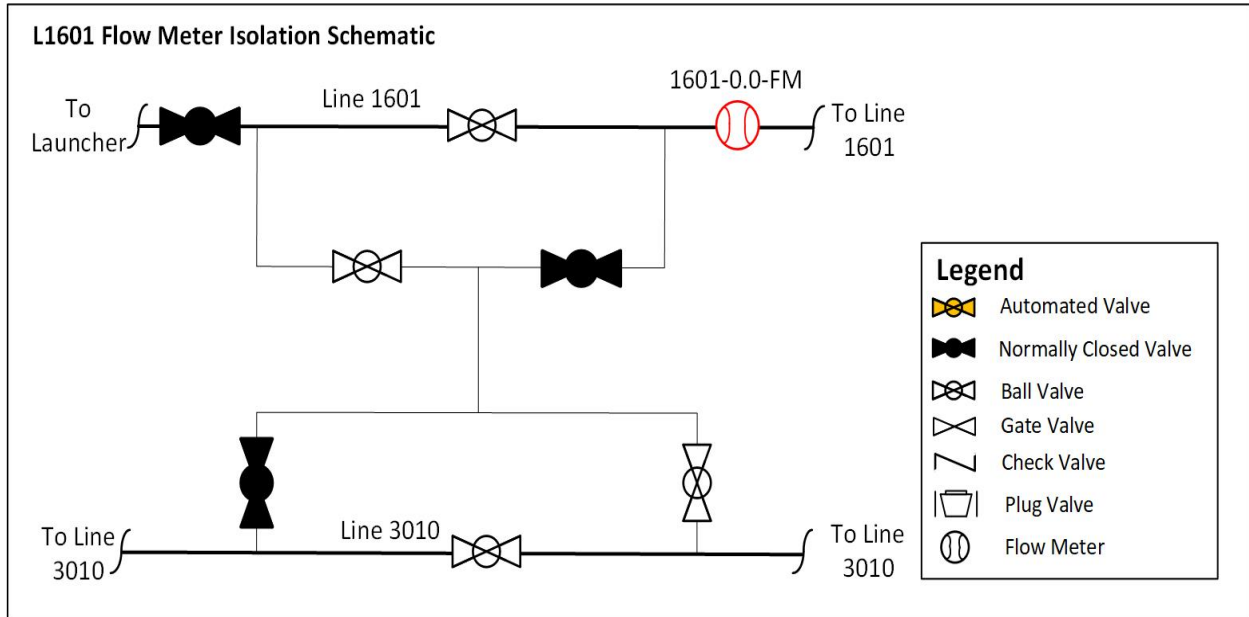 L1601 Flow Meter Isolation Schematic
1601-0.0-FM
To
Launcher
Line 1601
To Line
1601
Legend
Automated Valve
Normally Closed Valve
Ball Valve
Gate Valve
Check Valve
Plug Valve
Flow Meter
To Line
3010
Line 3010
To Line
3010